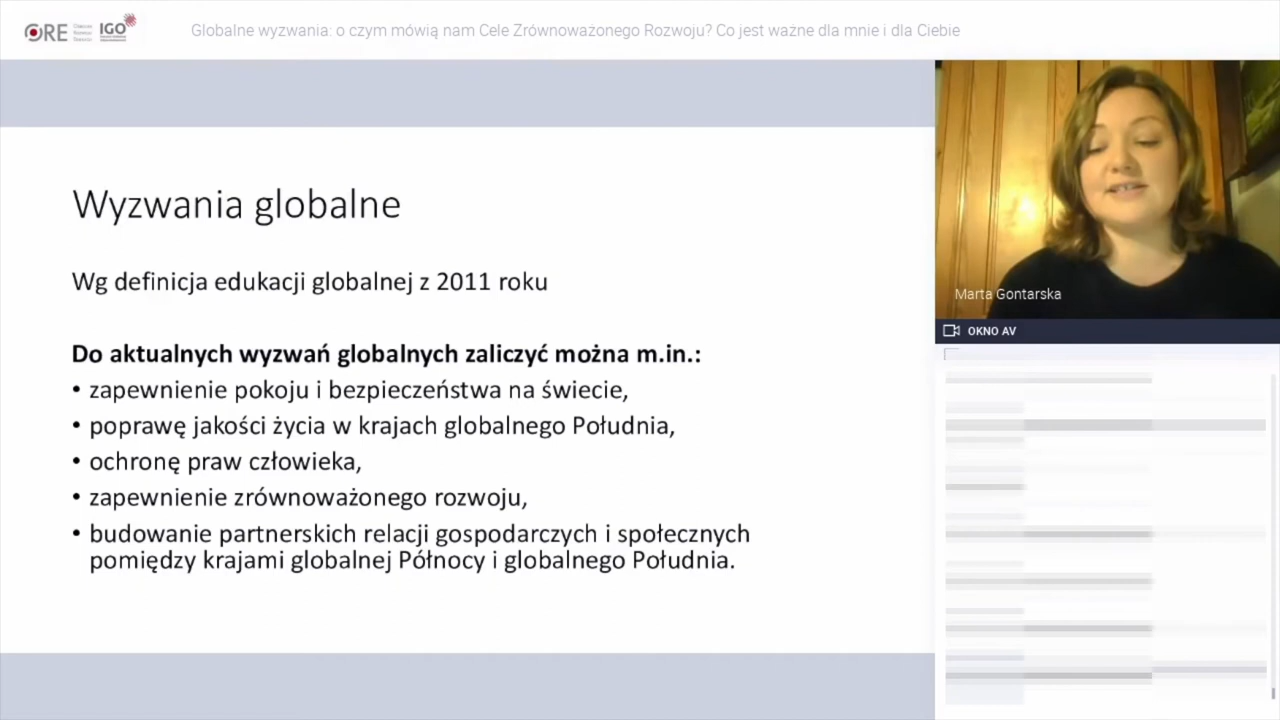 ORE
IGO
Globalne wyzwania: o czym mówią nam Cele Zrównoważonego Rozwoju? Co jest ważne dla mnie i dla Ciebie
Wyzwania globalne
Wg definicja edukacji globalnej z 2011 roku
Do aktualnych wyzwań globalnych zaliczyć można m.in.:
• zapewnienie pokoju i bezpieczeństwa na świecie,
• poprawę jakości życia w krajach globalnego Południa,
• ochronę praw człowieka,
• zapewnienie zrównoważonego rozwoju,
• budowanie partnerskich relacji gospodarczych i społecznych
pomiędzy krajami globalnej Północy i globalnego Południa.
Marta Gontarska
OKNO AV